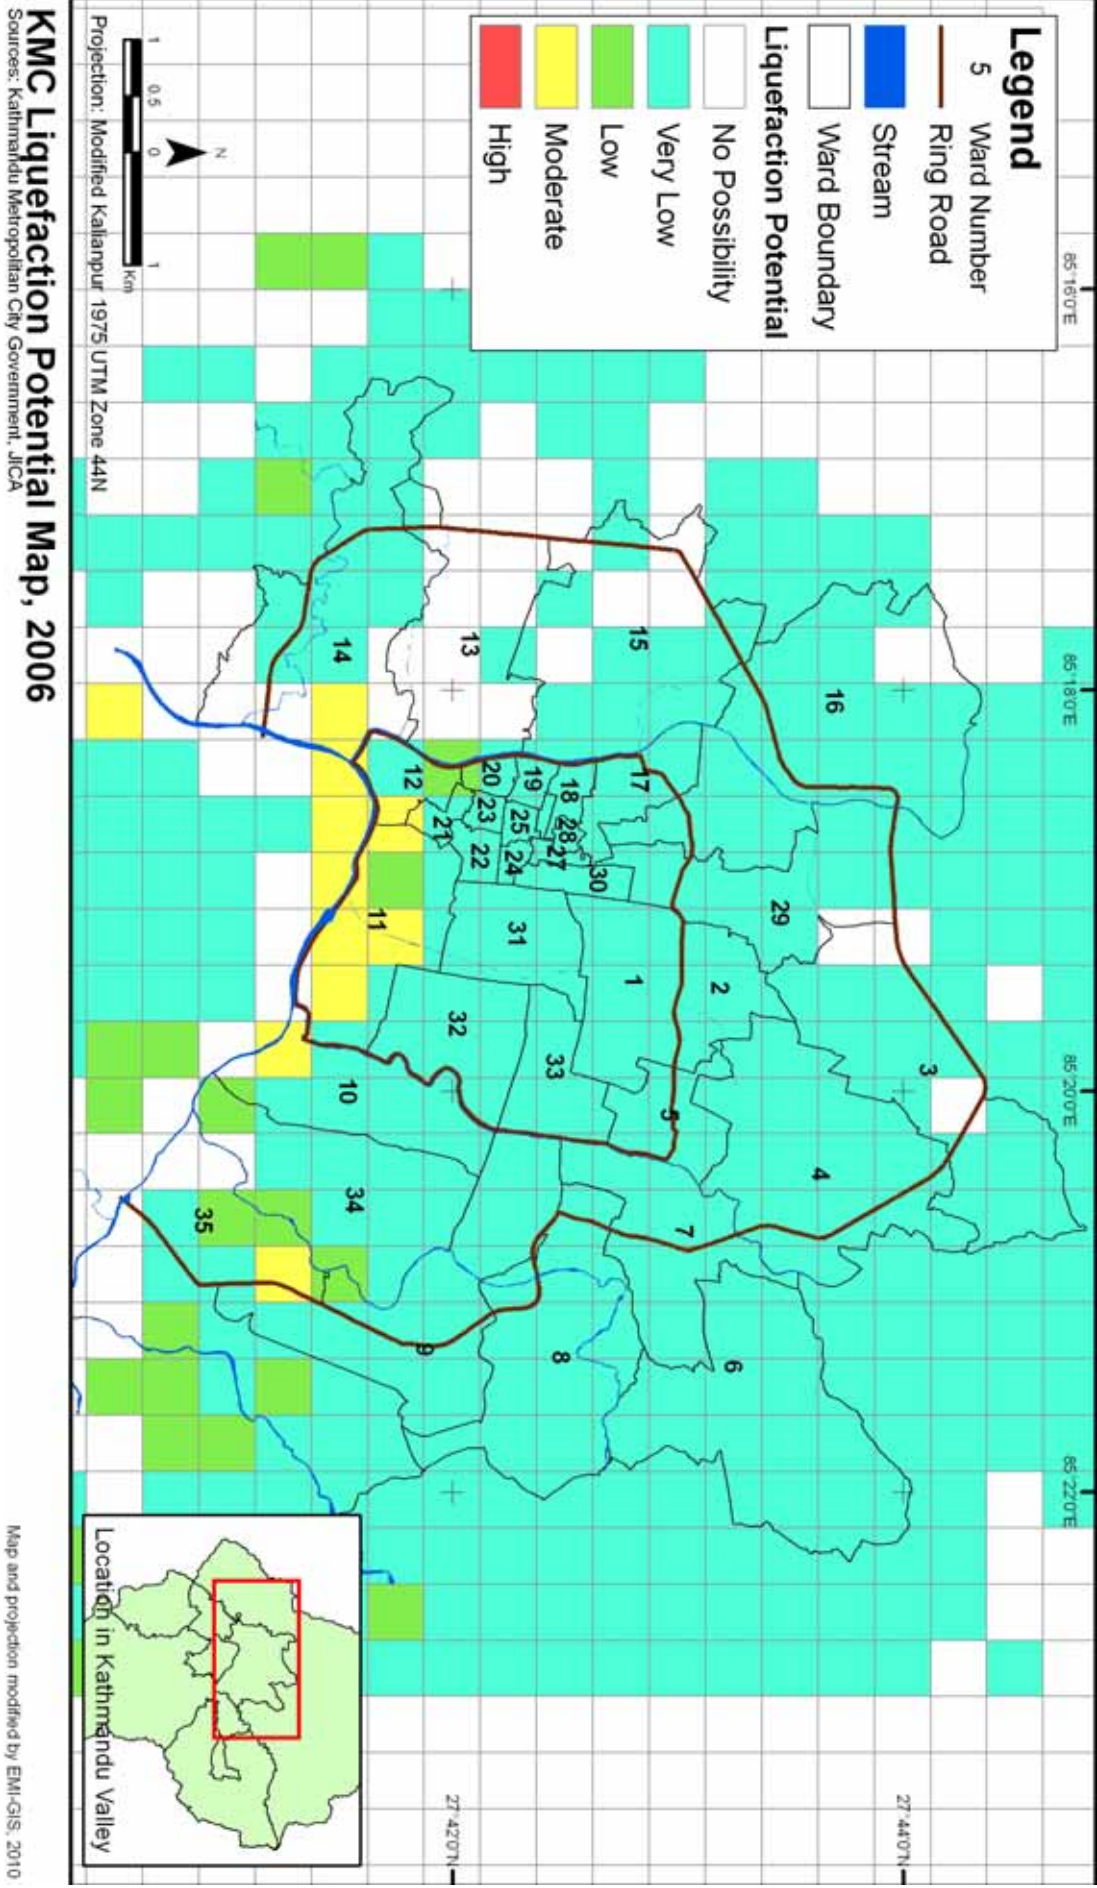 Legend
5 Ward Number
Ring Road
Stream
Ward Boundary
Liquefaction Potential
No Possibility
Very Low
Low
Moderate
High
85°16'0"E
85°18'0"E
85°20'0"E
85°22'0"E
27°44'0"N
27°42'0"N
3
16
4
29
6
2
7
17
15
5
1
30
18
28
27
8
33
19
25
24
31
20
23
22
13
32
21
12
9
11
14
10
34
35
N
1 0.5 0 1
Km
Projection: Modified Kalianpur 1975 UTM Zone 44N
Location in Kathmandu Valley
KMC Liquefaction Potential Map, 2006
Sources: Kathmandu Metropolitan City Government, JICA
Map and projection modified by EMI-GIS, 2010